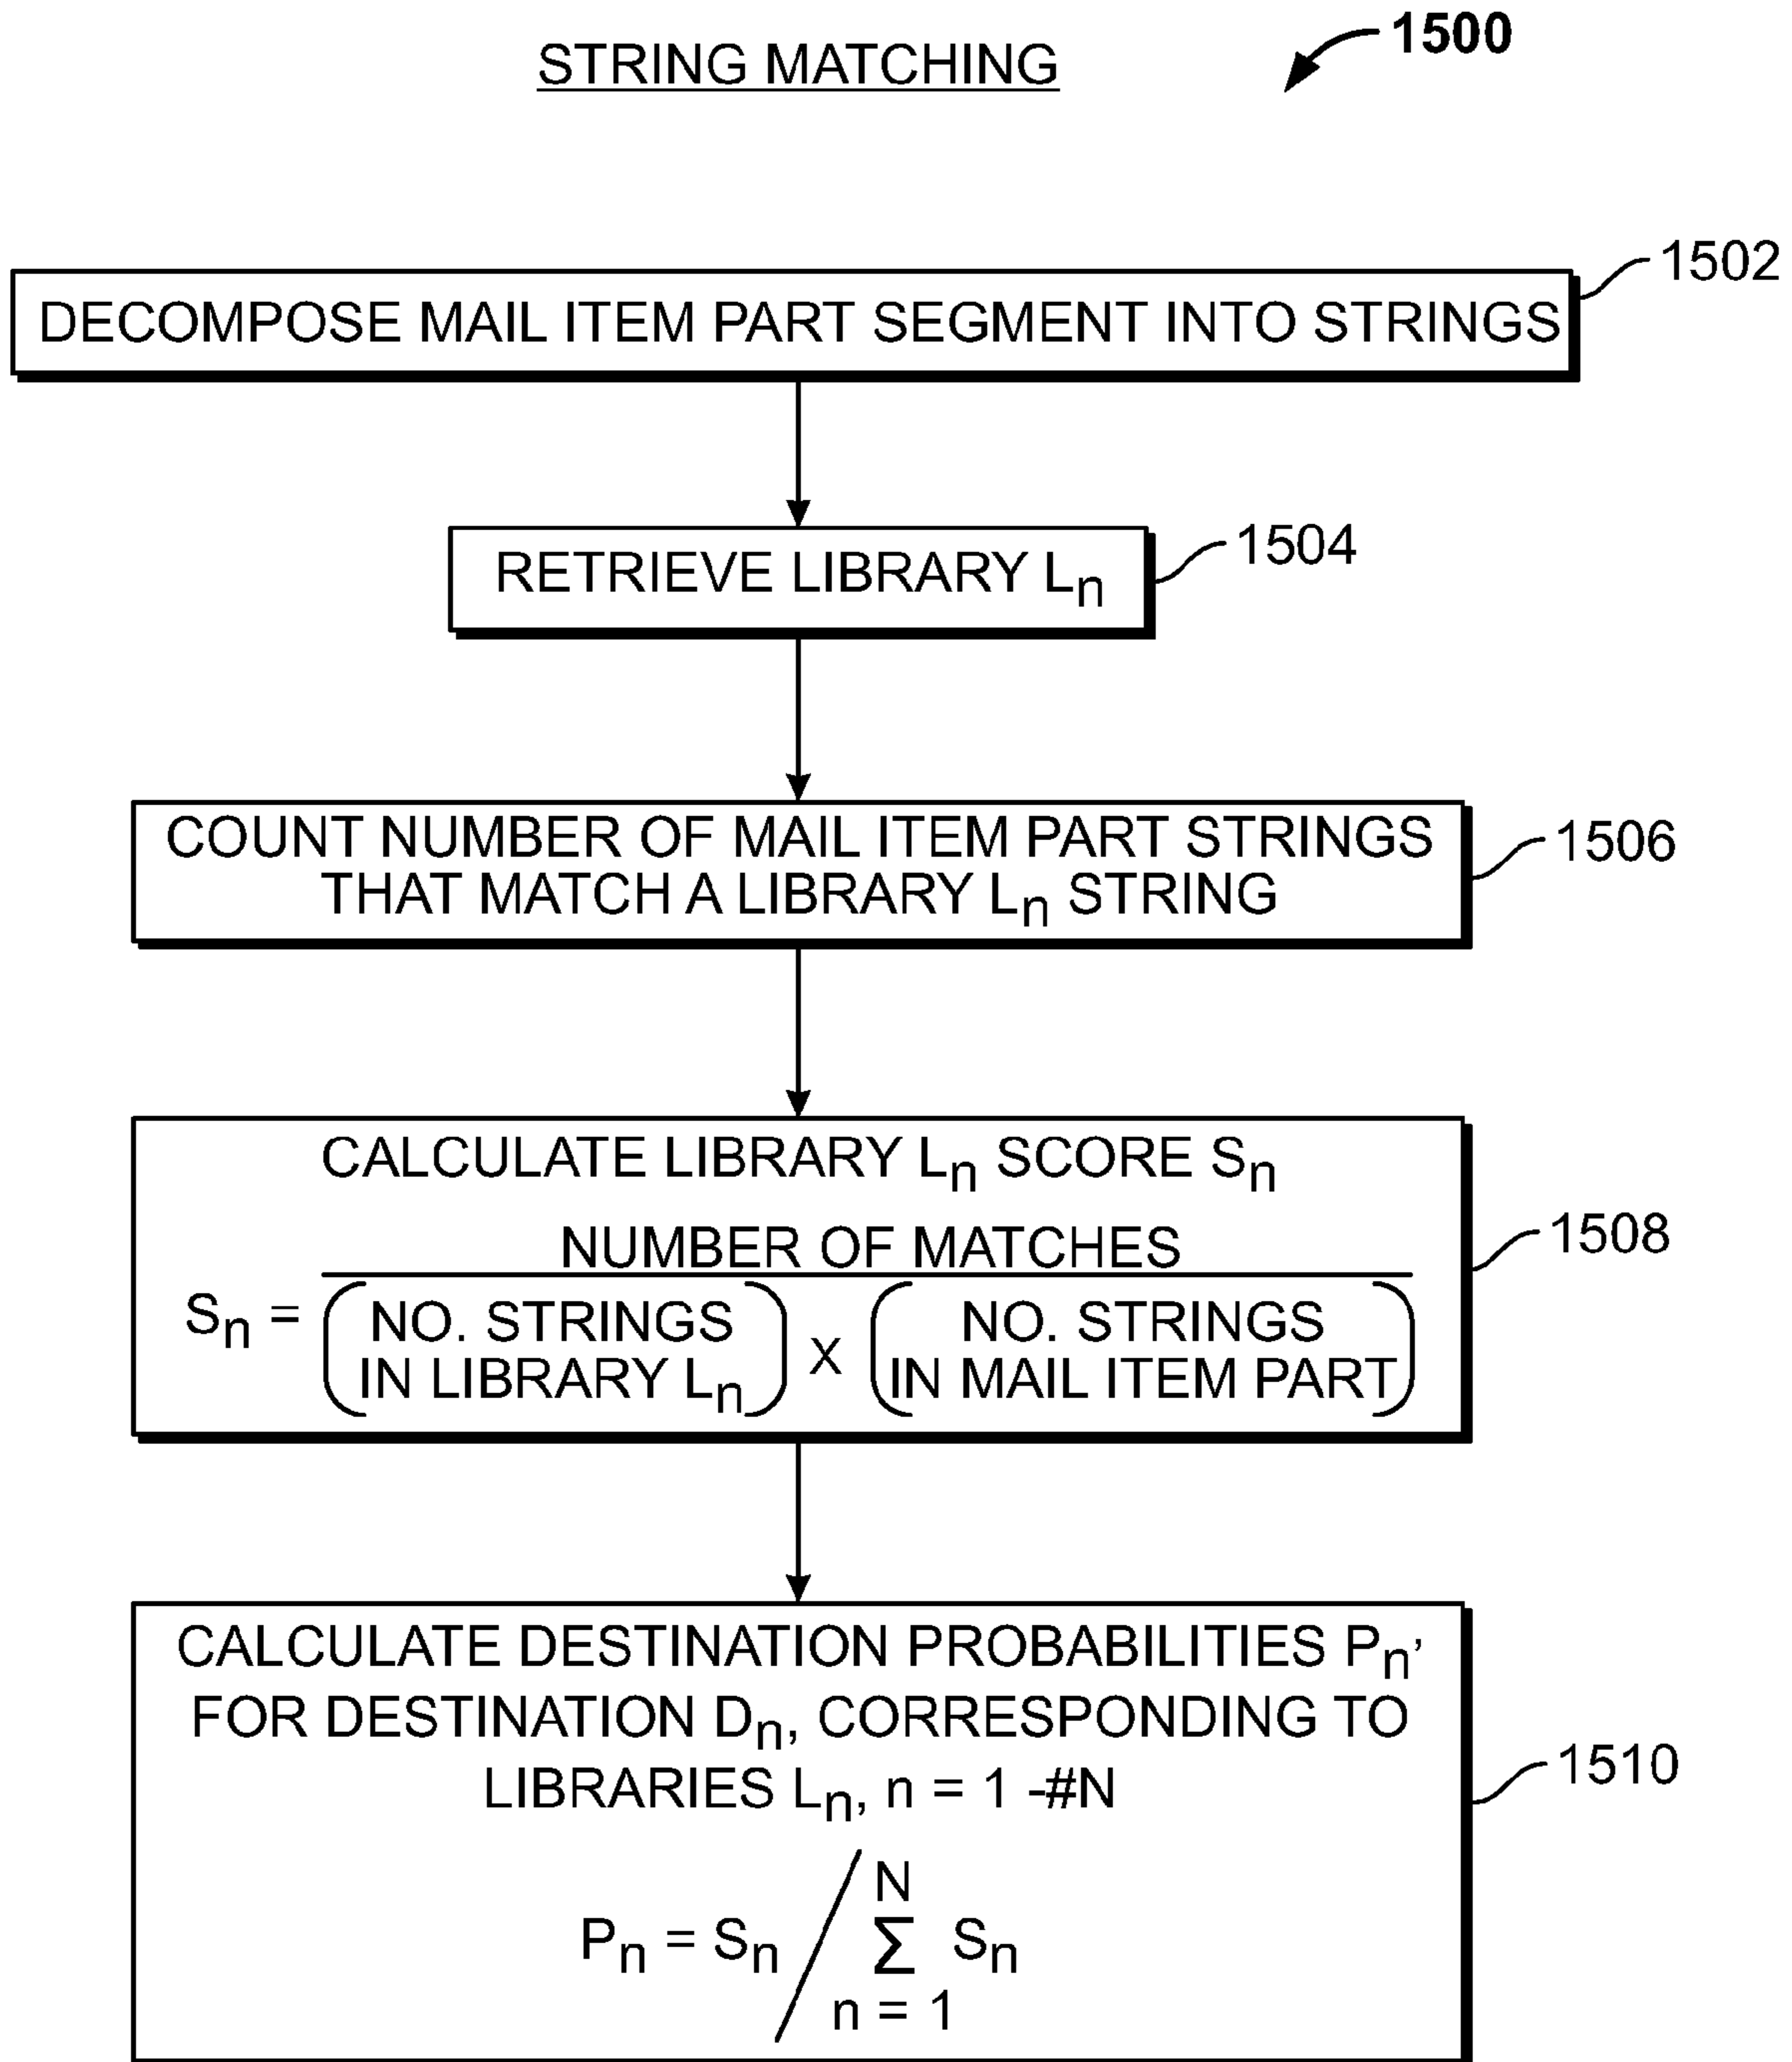 STRING MATCHING
1500
DECOMPOSE MAIL ITEM PART SEGMENT INTO STRINGS
1502
RETRIEVE LIBRARY Ln
1504
COUNT NUMBER OF MAIL ITEM PART STRINGS
THAT MATCH A LIBRARY Ln STRING
1506
CALCULATE LIBRARY Ln SCORE Sn
NUMBER OF MATCHES
Sn =
(NO. STRINGS
IN LIBRARY Ln)
X
(NO. STRINGS
IN MAIL ITEM PART)
1508
CALCULATE DESTINATION PROBABILITIES Pn,
FOR DESTINATION Dn, CORRESPONDING TO
LIBRARIES Ln, n = 1 -#N
1510
N
Pn = Sn / Σ Sn
n = 1